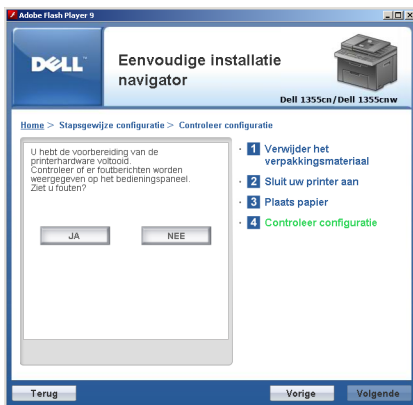 Adobe Flash Player 9
DELL
Eenvoudige installatie
navigator
Dell 1355cn/Dell 1355cnw
Home > Stapsgewijze configuratie > Controleer configuratie
U hebt de voorbereiding van de
printerhardware voltooid.
Controleer of er foutberichten worden
weergegeven op het bedieningspaneel.
Ziet u fouten?
JA
NEE
1 Verwijder het
verpakkingsmateriaal
2 Sluit uw printer aan
3 Plaats papier
4 Controleer configuratie
Terug
Vorige
Volgende